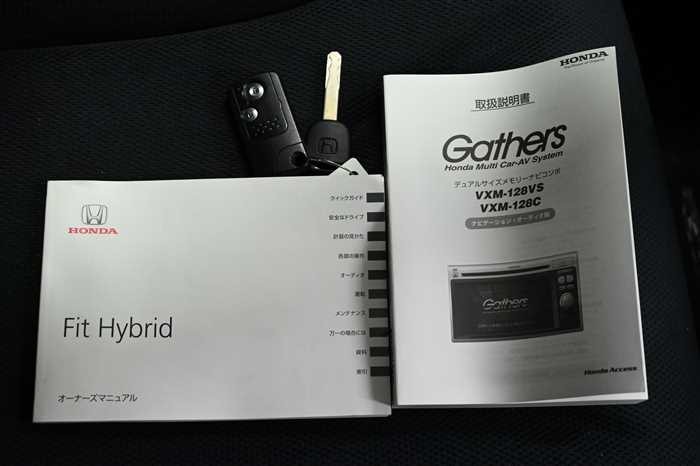 HONDA
Fit Hybrid
オーナーズマニュアル
クイックガイド
安全なドライブ
計器の見かた
各部の操作
オーディオ
運転
メンテナンス
万一の場合には
資料
索引
HONDA
The Power of Dreams
取扱説明書
Gathers
Honda Multi Car-AV System
デュアルサイズメモリーナビコンポ
VXM-128VS
VXM-128C
ナビゲーション・オーディオ編
HONDA
Gathers
Honda Access